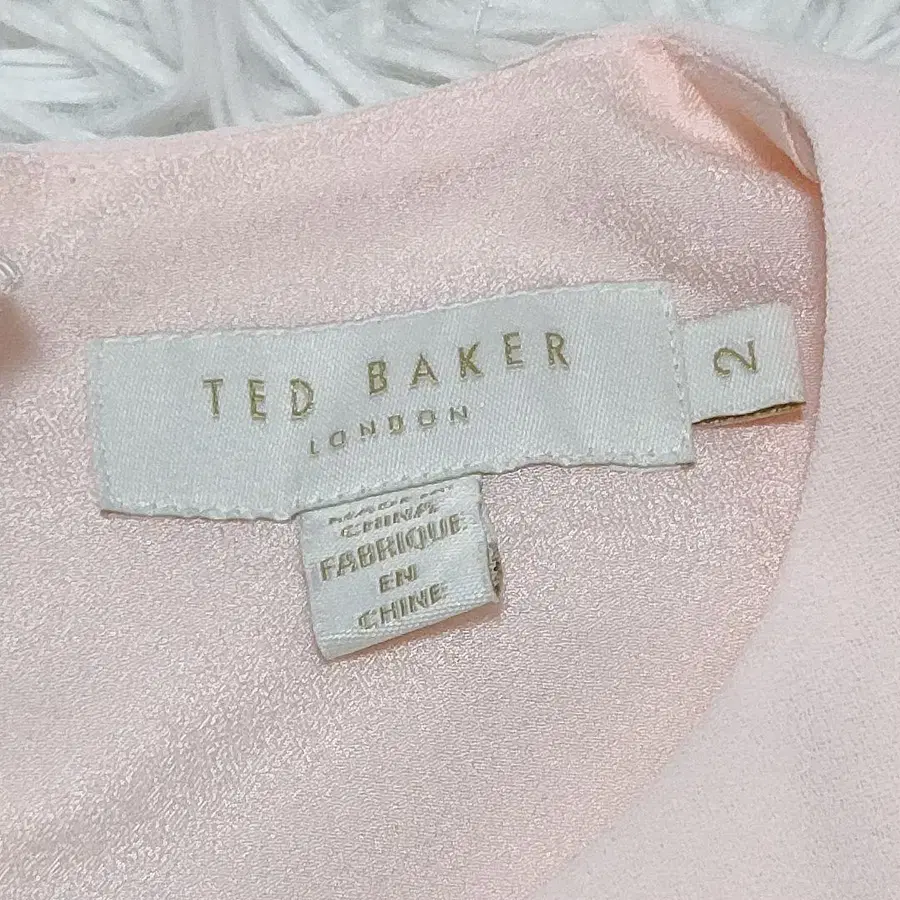 TED BAKER
LONDON
2
MADE IN
CHINA
FABRIQUE
EN
CHINE